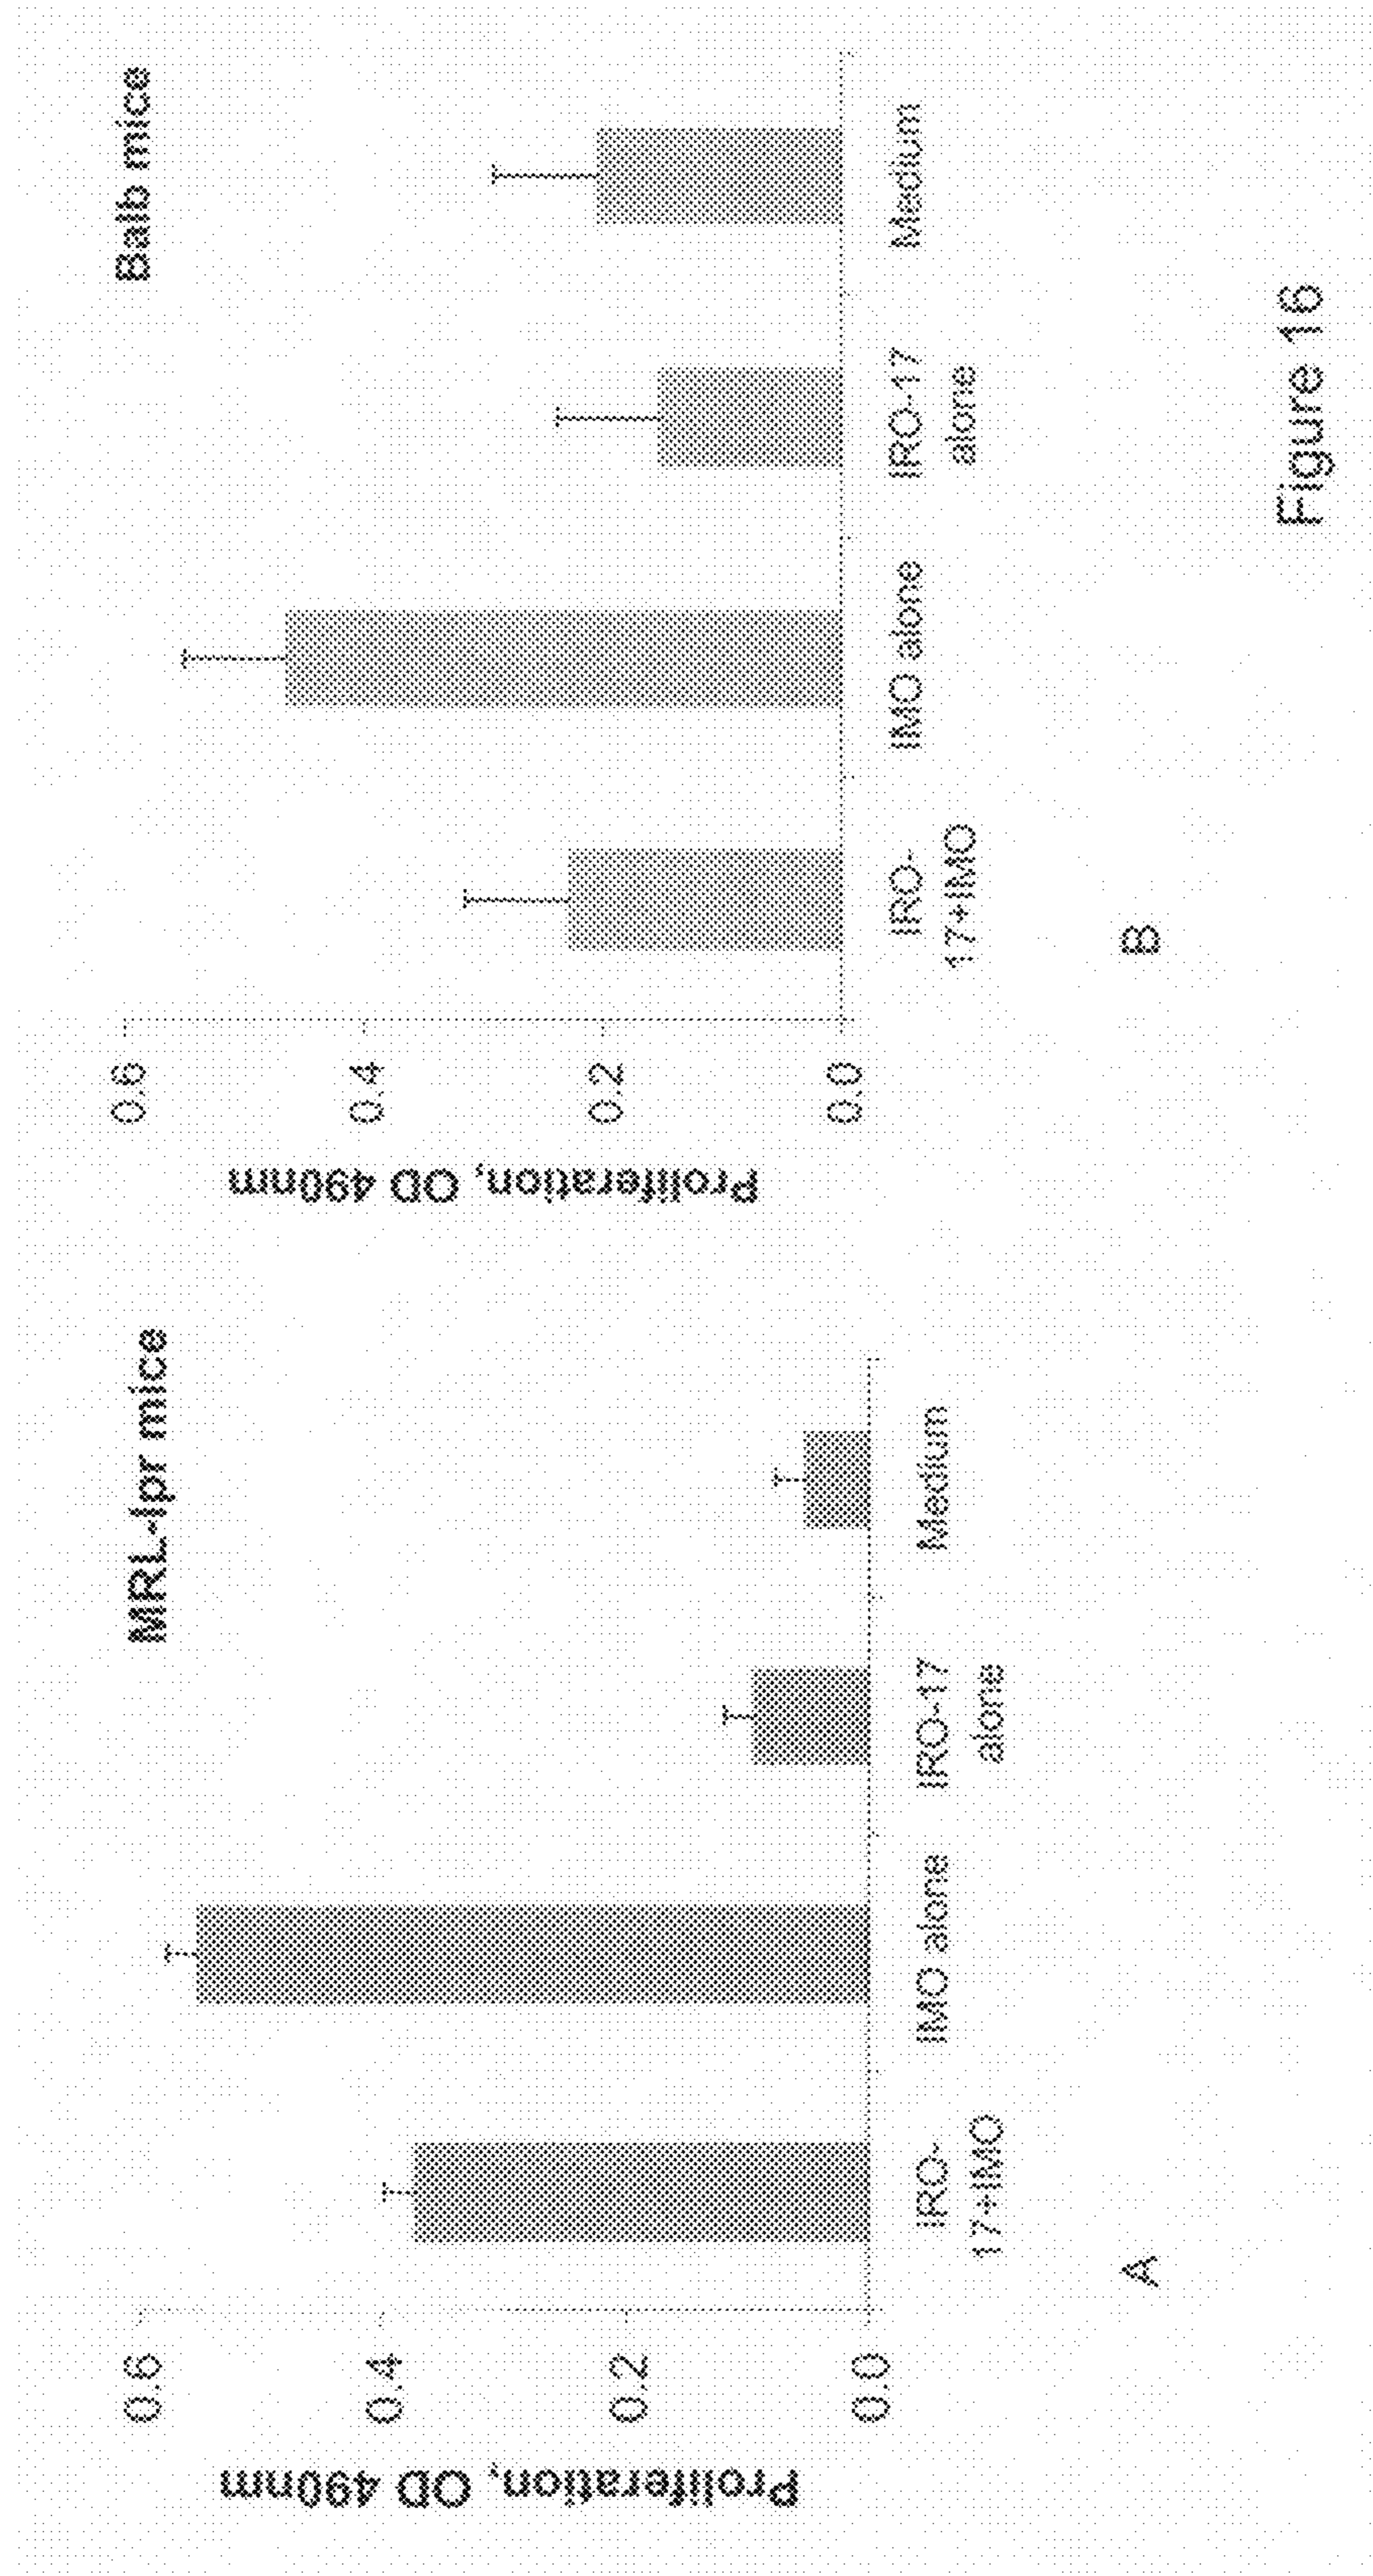 MRL-lpr mice
Proliferation, OD 490nm
0.6
0.4
0.2
0.0
IRO-
17+IMO
IMO alone
IRO-17
alone
Medium
A
Balb mice
Proliferation, OD 490nm
0.6
0.4
0.2
0.0
IRO-
17+IMO
IMO alone
IRO-17
alone
Medium
B
Figure 16